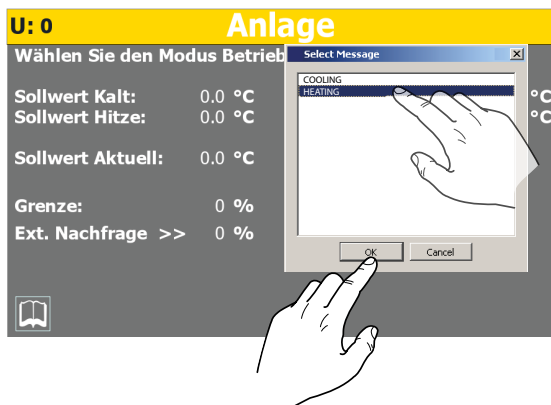 U: 0 Anlage
Wählen Sie den Modus Betrieb
Select Message
COOLING
HEATING
Sollwert Kalt: 0.0 °C
°C
Sollwert Hitze: 0.0 °C
°C
Sollwert Aktuell: 0.0 °C
Grenze: 0 %
Ext. Nachfrage >> 0 %
OK Cancel